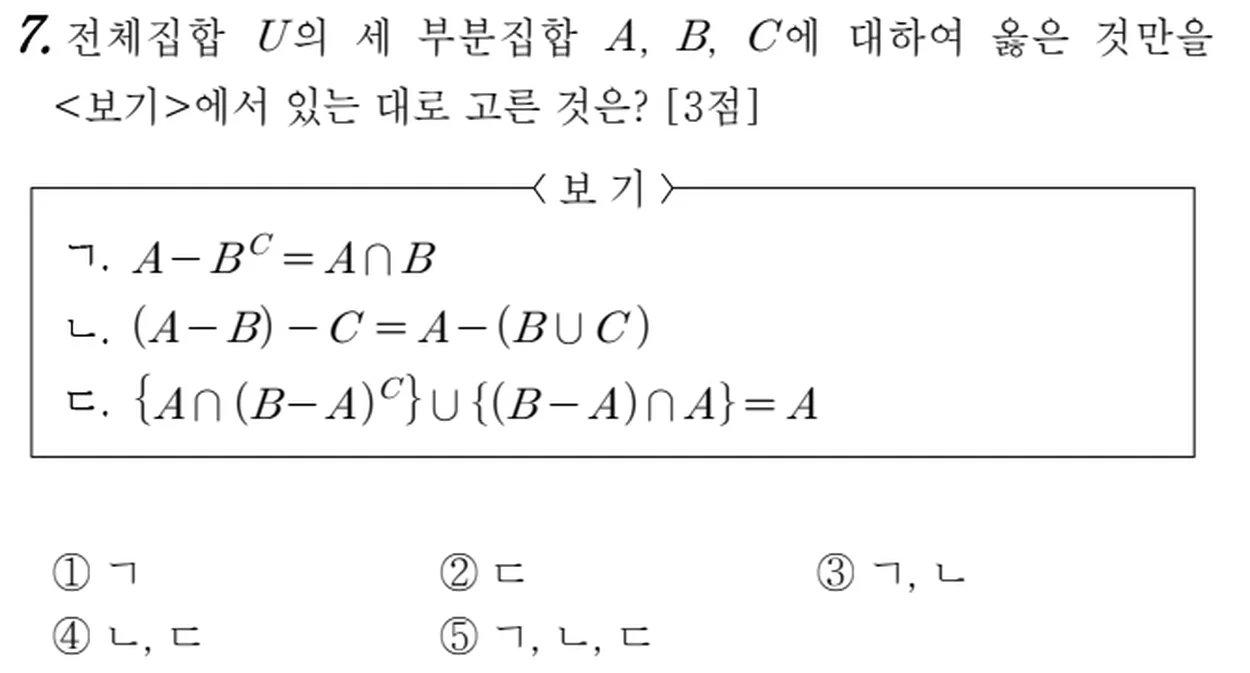 7. 전체집합 U의 세 부분집합 A, B, C에 대하여 옳은 것만을
<보기>에서 있는 대로 고른 것은? [3점]
< 보 기 >
ㄱ. A－B^C＝A∩B
ㄴ. (A－B)－C＝A－(B∪C)
ㄷ. {A∩(B－A)^C}∪{(B－A)∩A}＝A
① ㄱ ② ㄷ ③ ㄱ, ㄴ
④ ㄴ, ㄷ ⑤ ㄱ, ㄴ, ㄷ